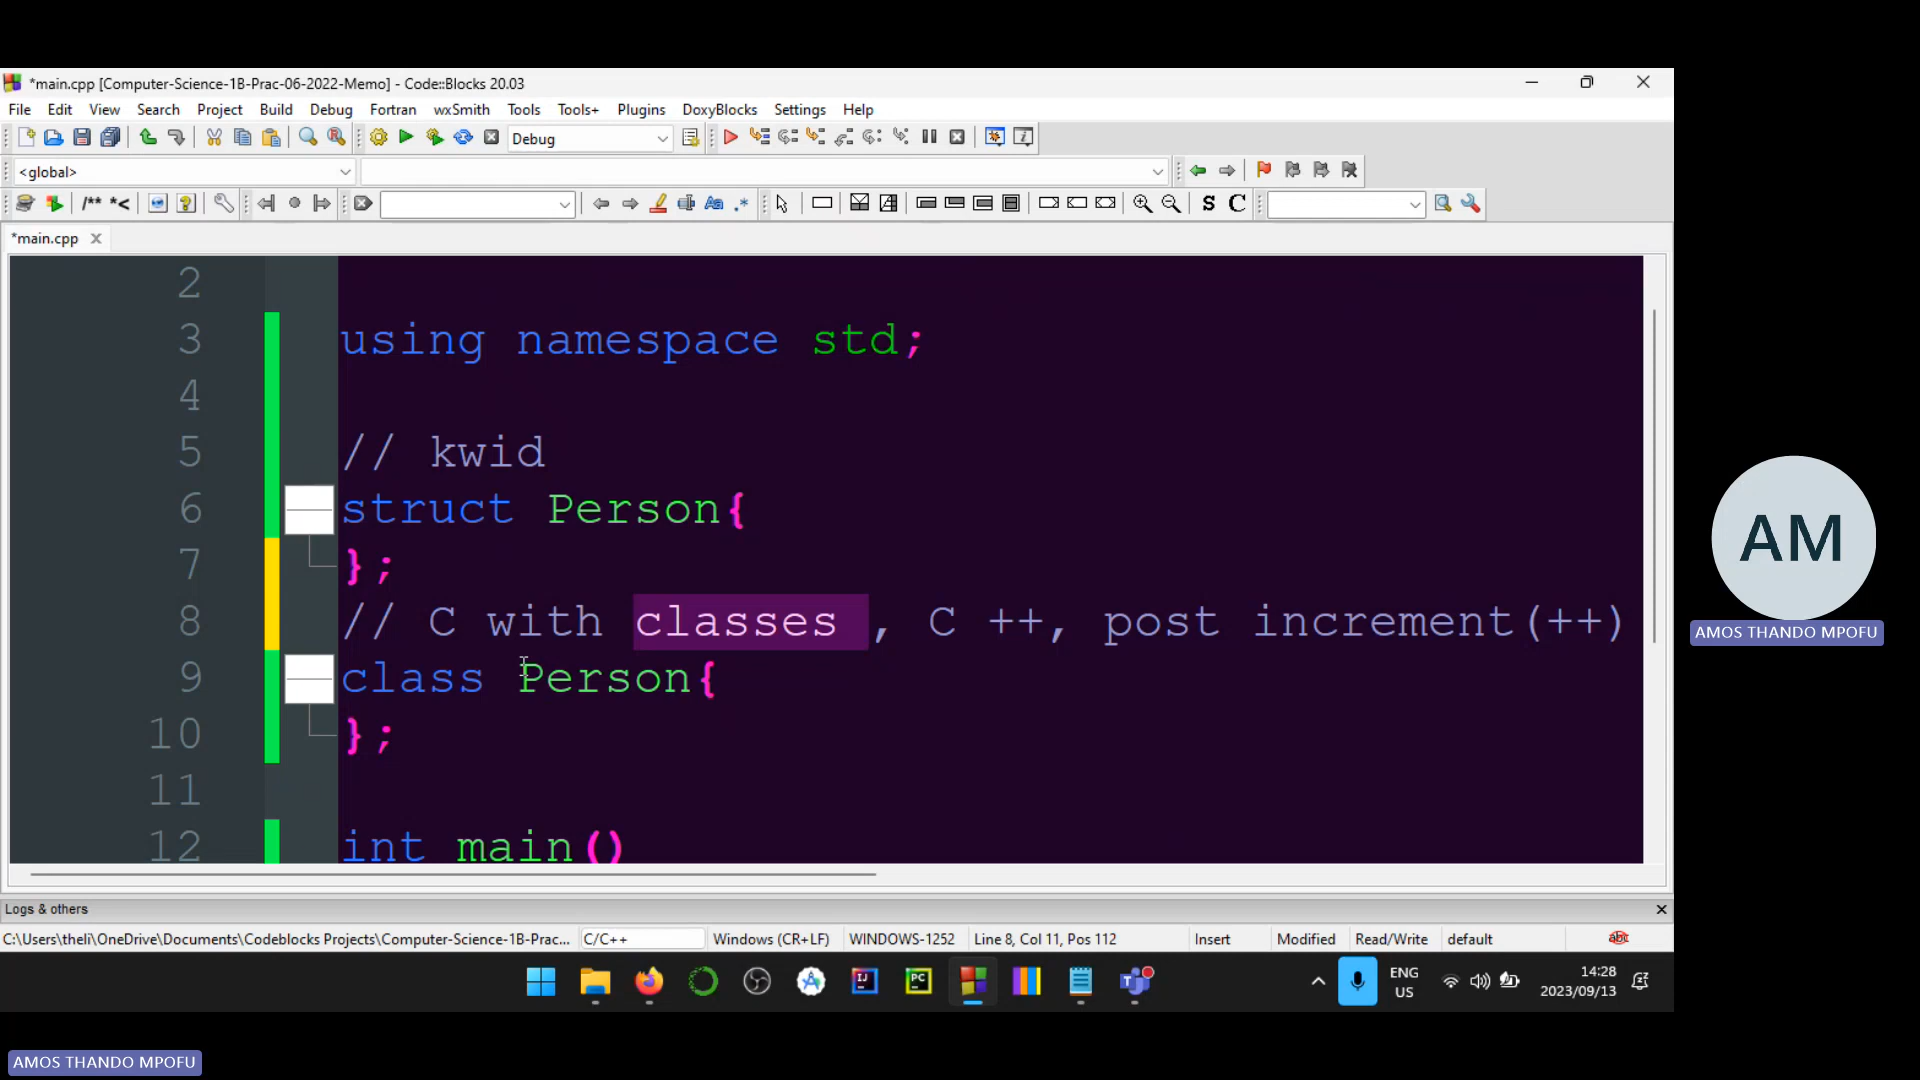 *main.cpp [Computer-Science-1B-Prac-06-2022-Memo] - Code::Blocks 20.03
File Edit View Search Project Build Debug Fortran wxSmith Tools Tools+ Plugins DoxyBlocks Settings Help
Debug
<global>
/** *< Aa .* S C
*main.cpp
2
3 using namespace std;
4
5 // kwid
6 struct Person{
7 };
8 // C with classes , C ++, post increment(++)
9 class Person{
10 };
11
12 int main()
AM
AMOS THANDO MPOFU
Logs & others
C:\Users\theli\OneDrive\Documents\Codeblocks Projects\Computer-Science-1B-Prac... C/C++ Windows (CR+LF) WINDOWS-1252 Line 8, Col 11, Pos 112 Insert Modified Read/Write default abc
IJ PC T ENG US 14:28 2023/09/13
AMOS THANDO MPOFU